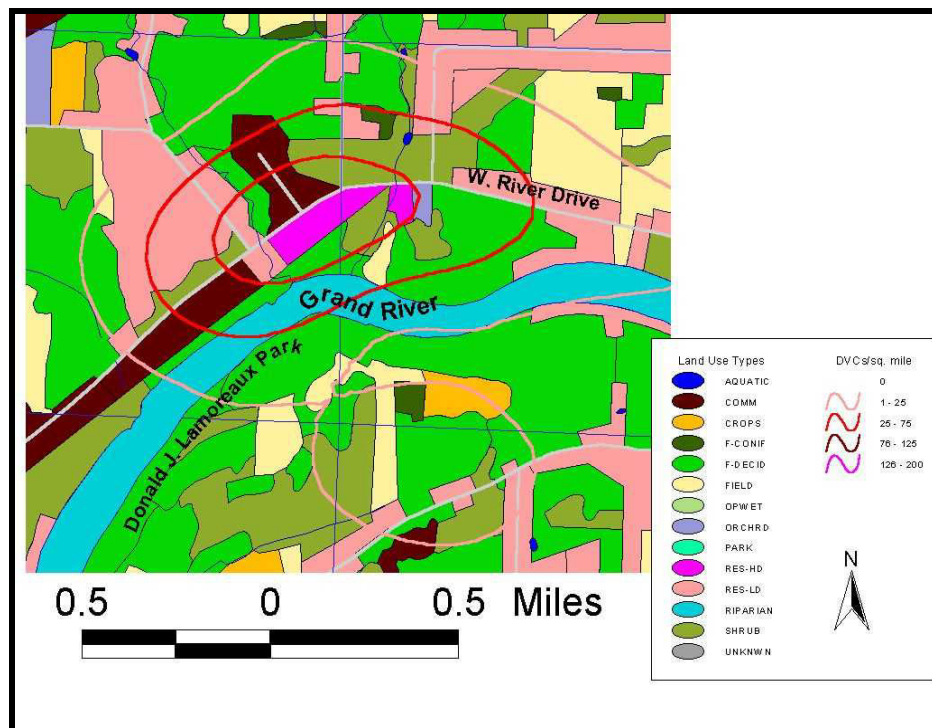 W. River Drive
Grand River
Donald J. Lamoreaux Park
Land Use Types
AQUATIC
COMM
CROPS
F-CONIF
F-DECID
FIELD
OPWET
ORCHRD
PARK
RES-HD
RES-LD
RIPARIAN
SHRUB
UNKNWN
DVCs/sq. mile
0
1 - 25
25 - 75
76 - 125
126 - 200
N
0.5 0 0.5 Miles